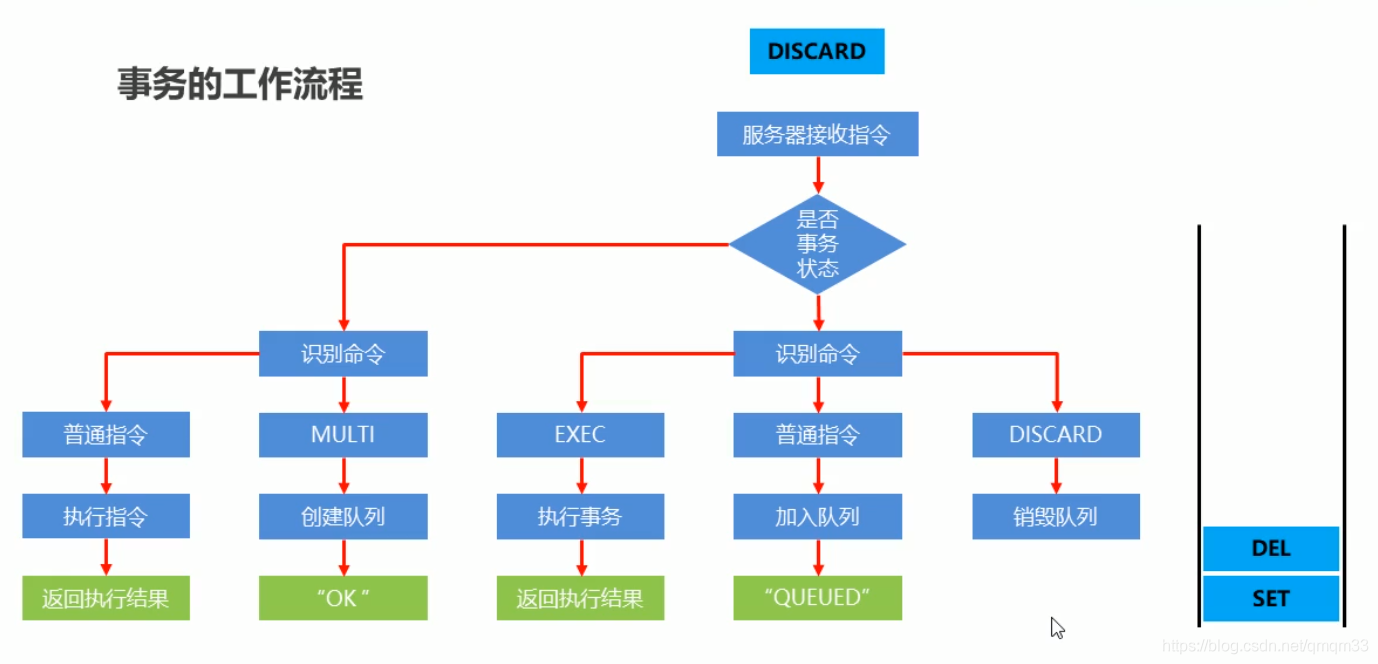 DISCARD
事务的工作流程
服务器接收指令
是否
事务
状态
识别命令
识别命令
普通指令
MULTI
EXEC
普通指令
DISCARD
执行指令
创建队列
执行事务
加入队列
销毁队列
DEL
返回执行结果
“OK ”
返回执行结果
“QUEUED”
SET
https://blog.csdn.net/qmqm33